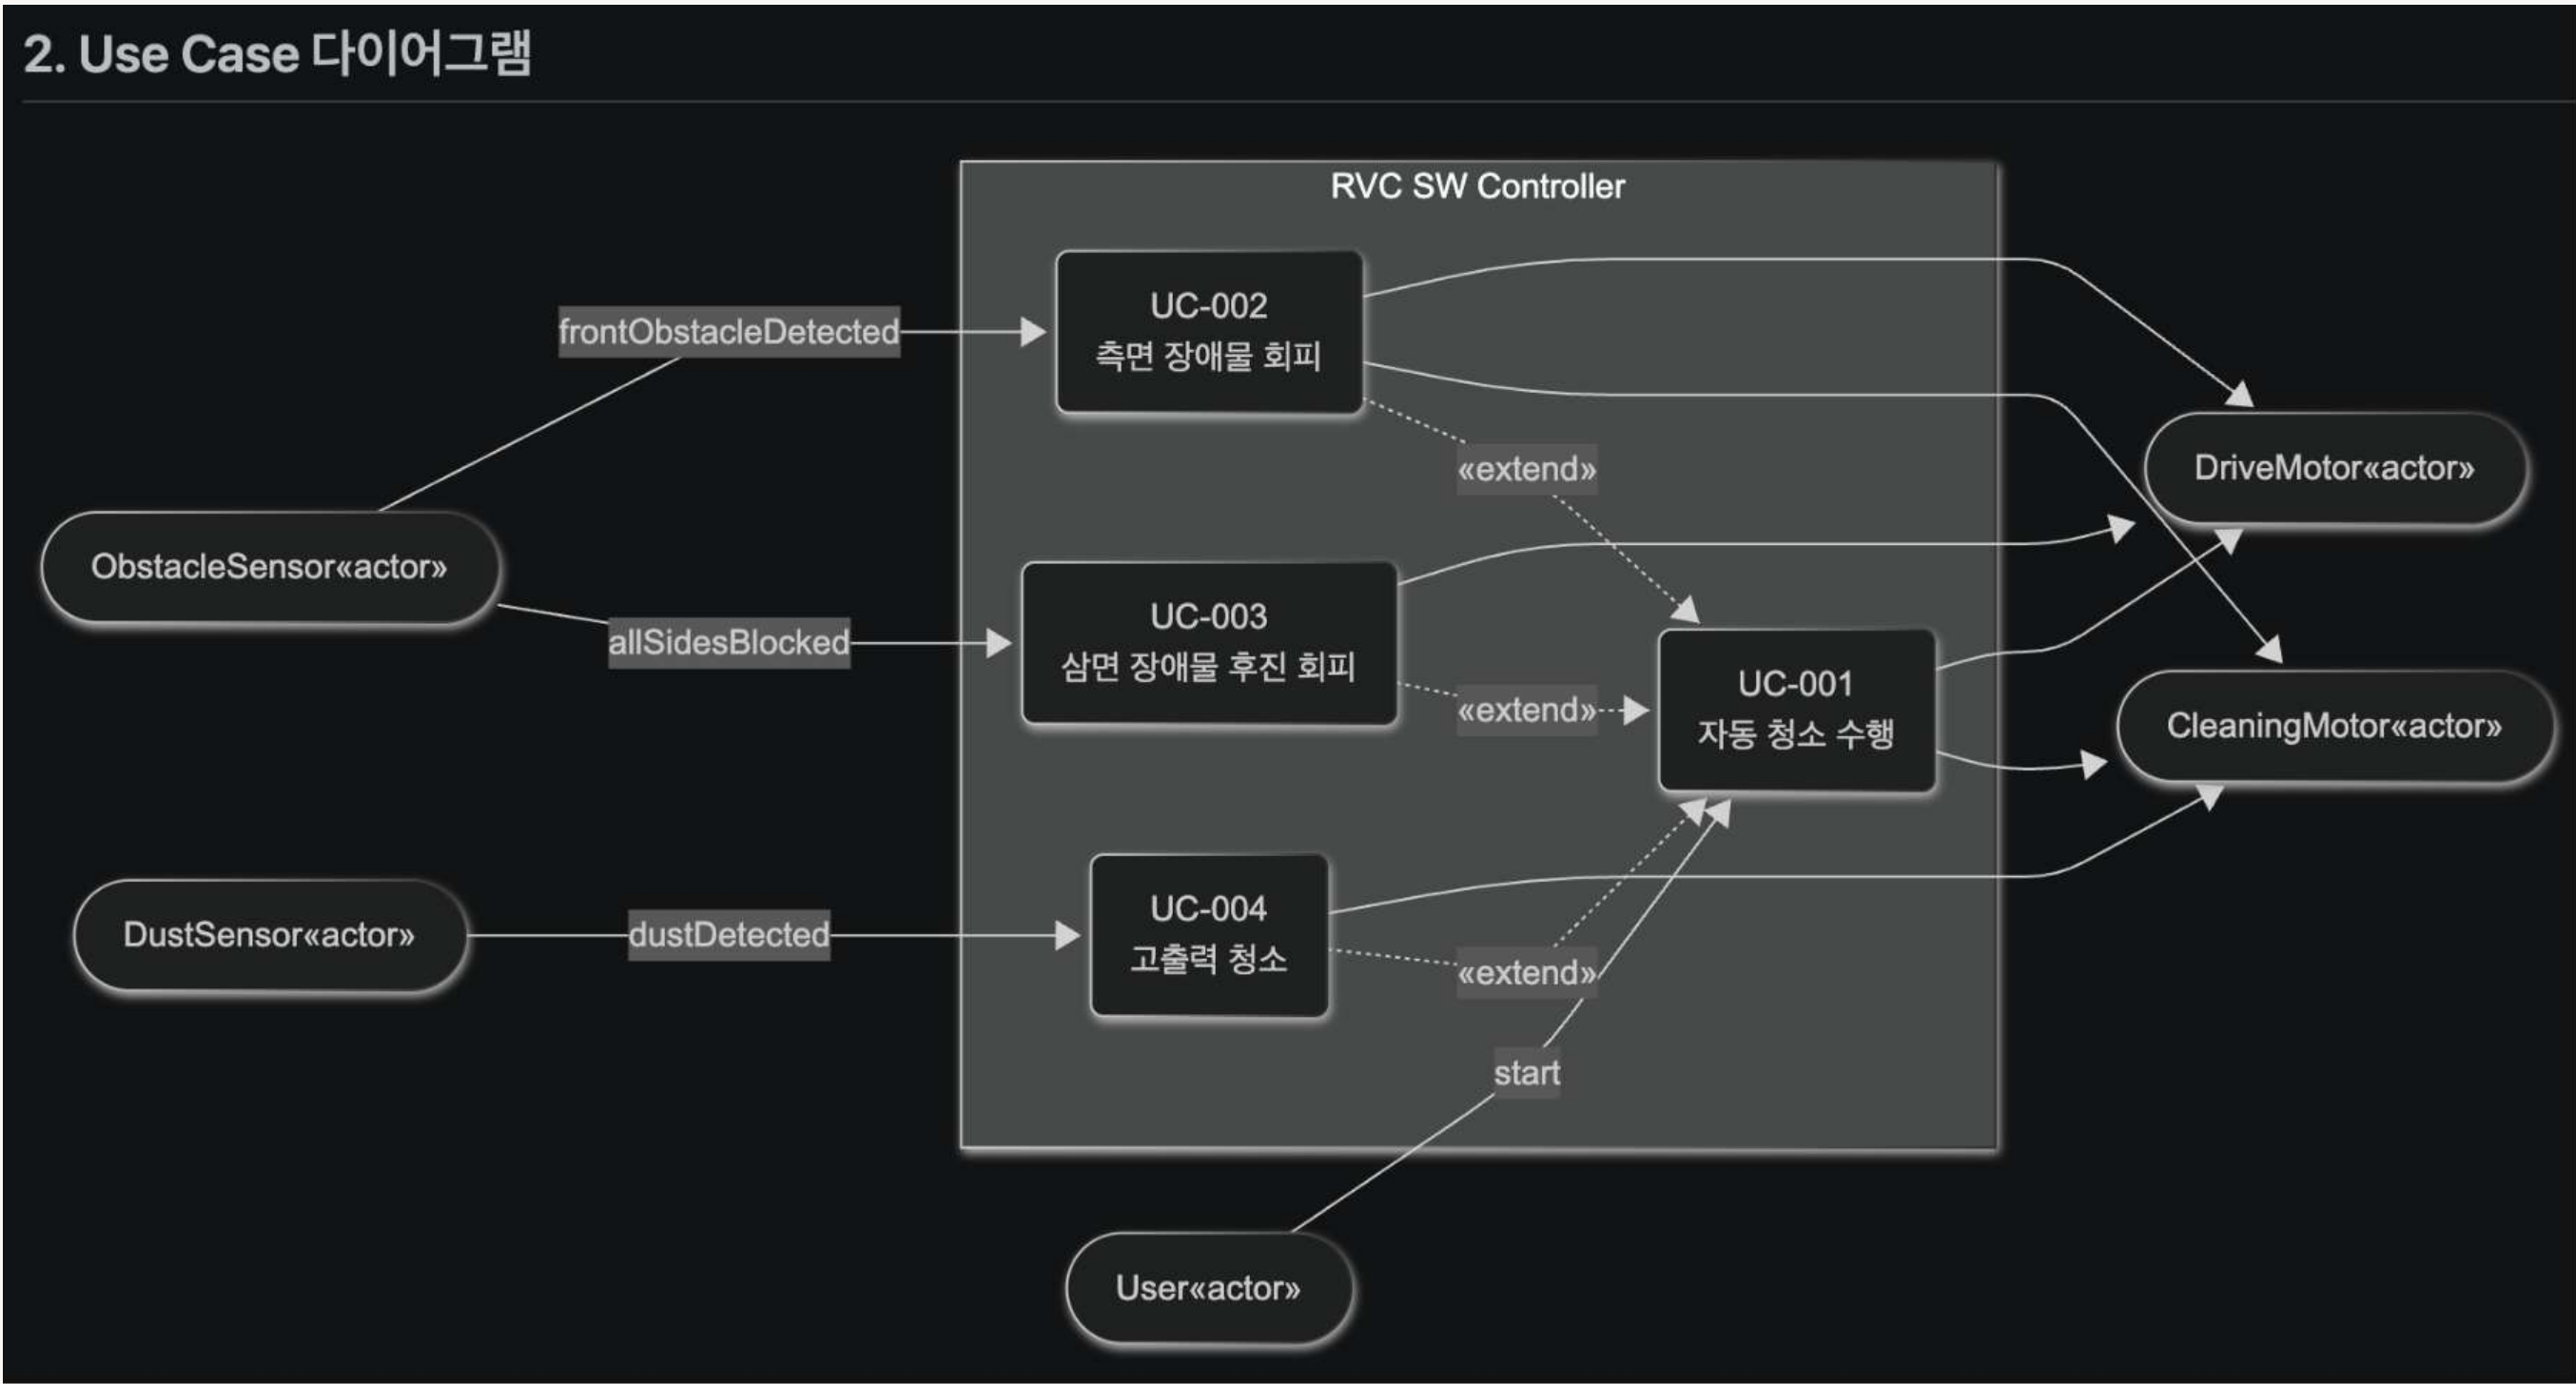 2. Use Case 다이어그램
RVC SW Controller
UC-002
측면 장애물 회피
frontObstacleDetected
«extend»
DriveMotor«actor»
ObstacleSensor«actor»
allSidesBlocked
UC-003
삼면 장애물 후진 회피
«extend»
UC-001
자동 청소 수행
CleaningMotor«actor»
DustSensor«actor»
dustDetected
UC-004
고출력 청소
«extend»
start
User«actor»